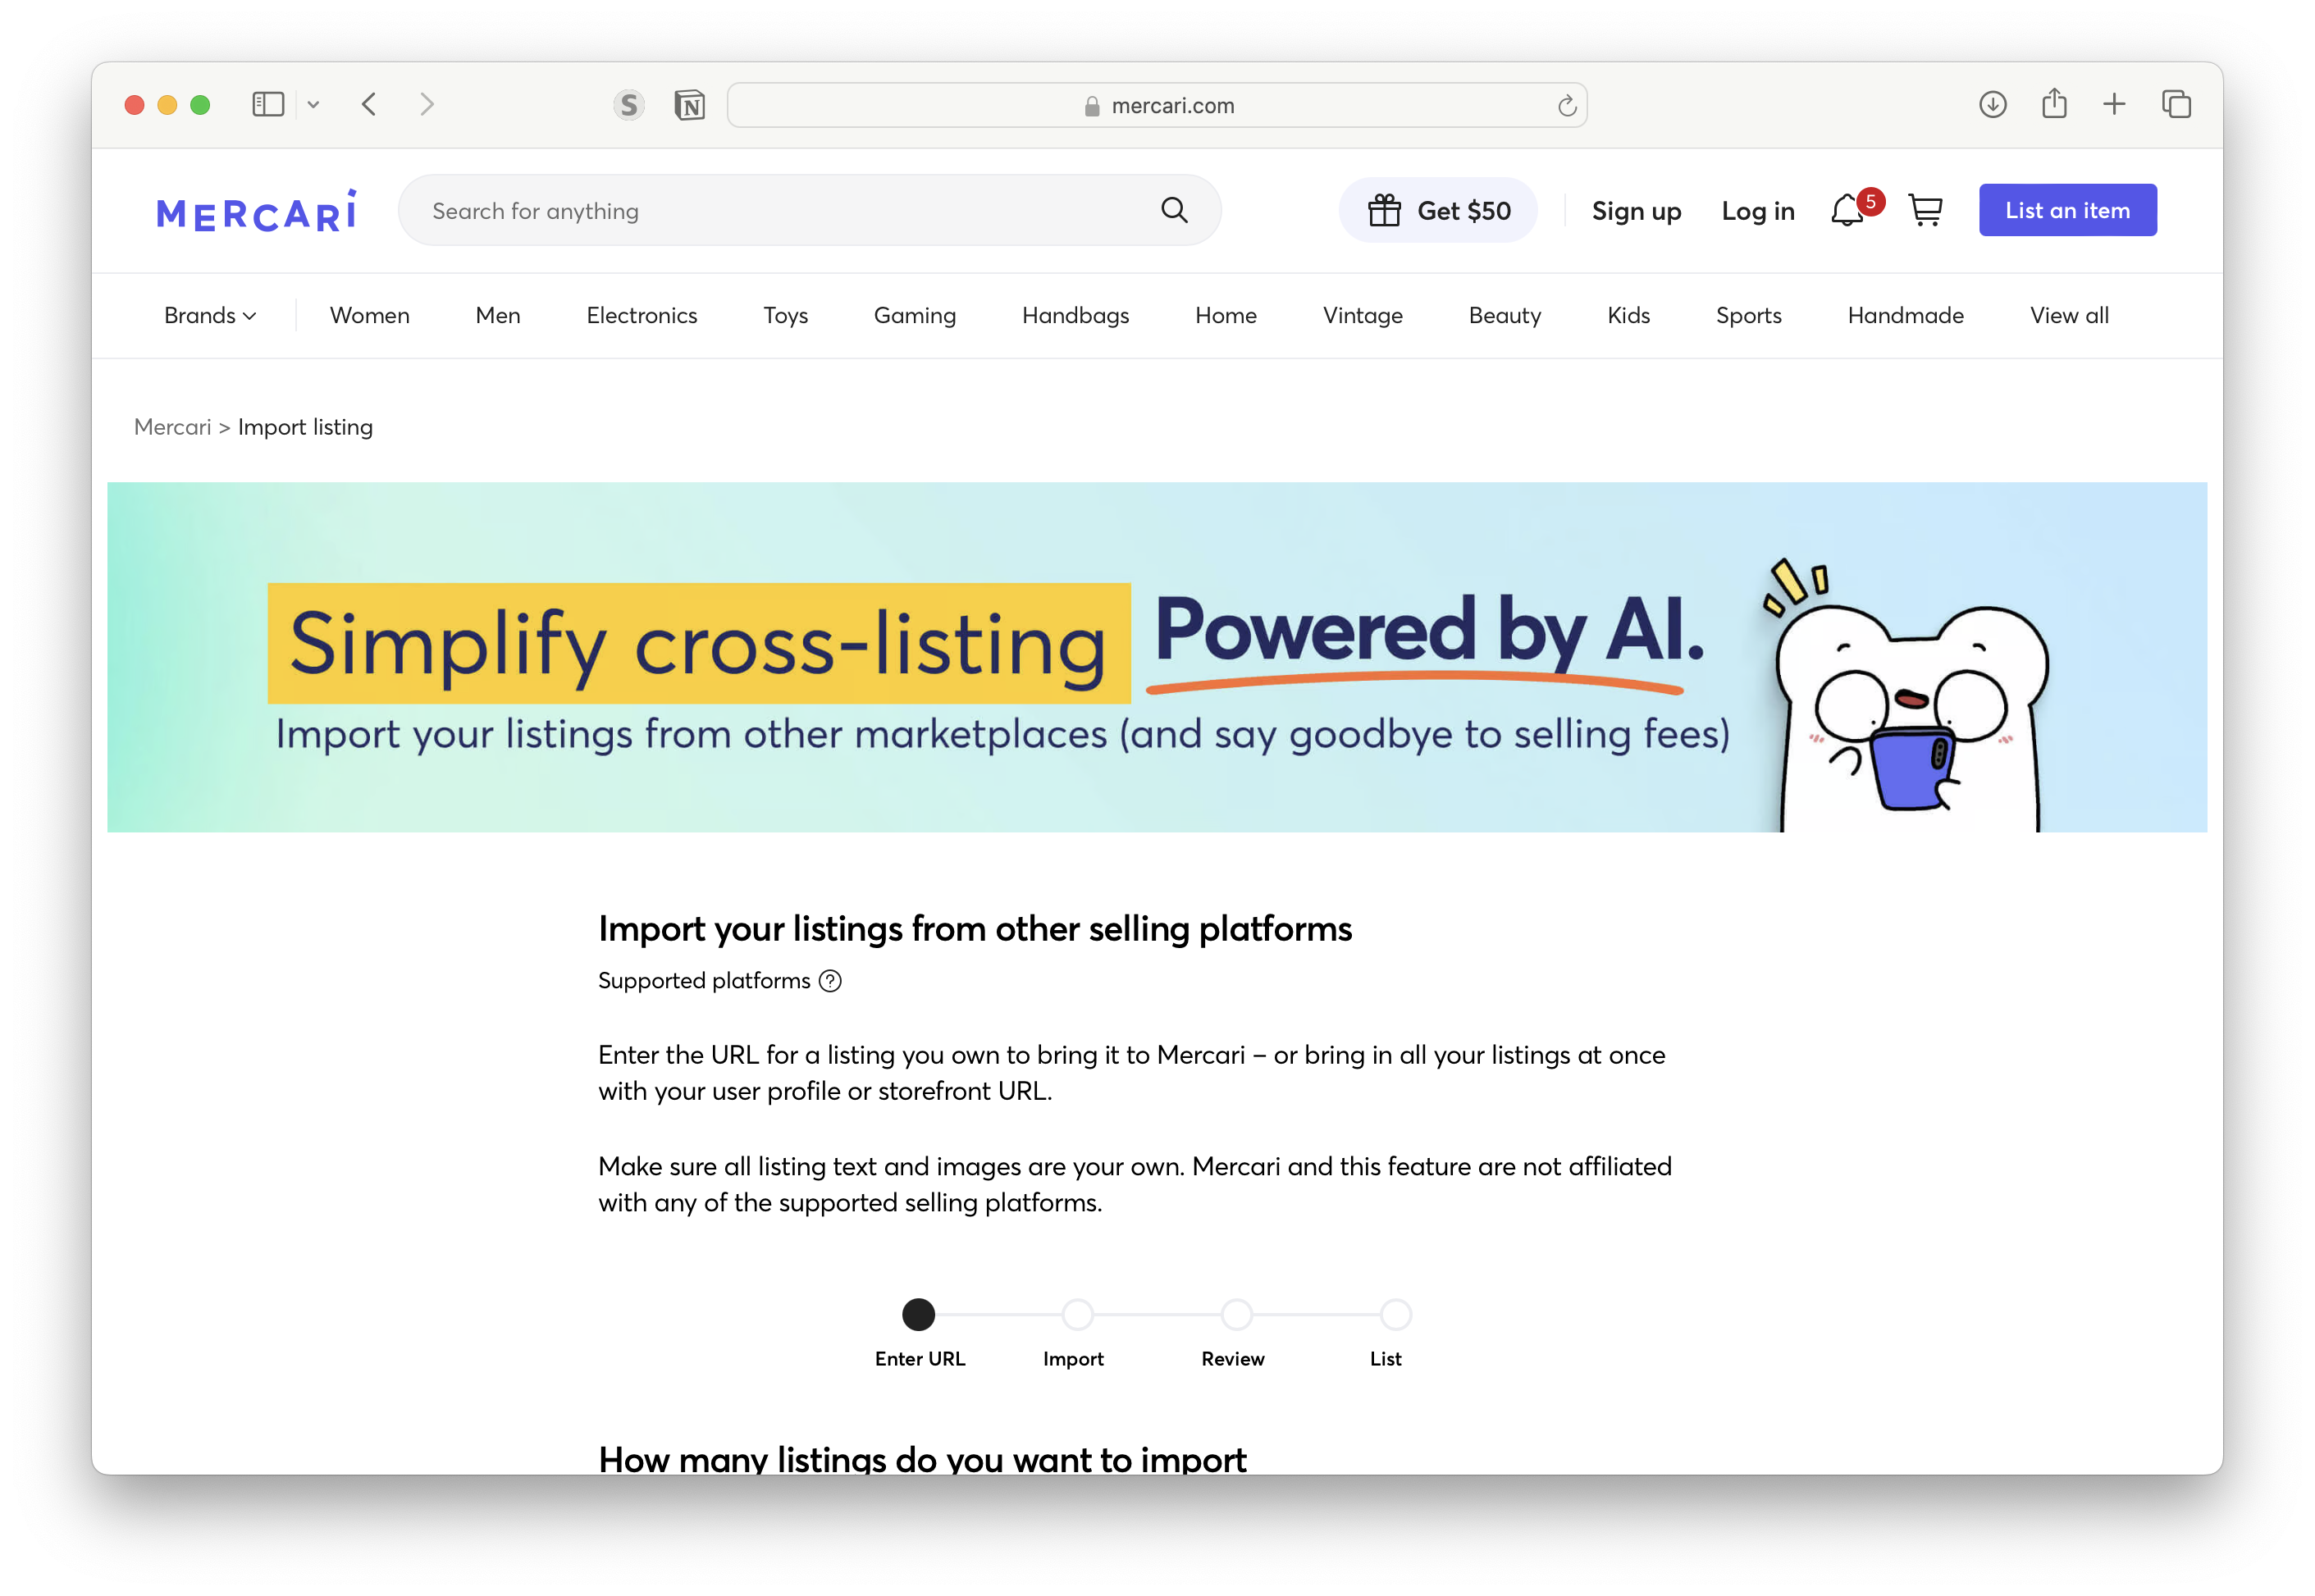 S
N
mercari.com
MERCARI
Search for anything
Get $50
Sign up
Log in
5
List an item
Brands
Women
Men
Electronics
Toys
Gaming
Handbags
Home
Vintage
Beauty
Kids
Sports
Handmade
View all
Mercari > Import listing
Simplify cross-listing Powered by AI.
Import your listings from other marketplaces (and say goodbye to selling fees)
Import your listings from other selling platforms
Supported platforms ?
Enter the URL for a listing you own to bring it to Mercari – or bring in all your listings at once
with your user profile or storefront URL.
Make sure all listing text and images are your own. Mercari and this feature are not affiliated
with any of the supported selling platforms.
Enter URL
Import
Review
List
How many listings do you want to import